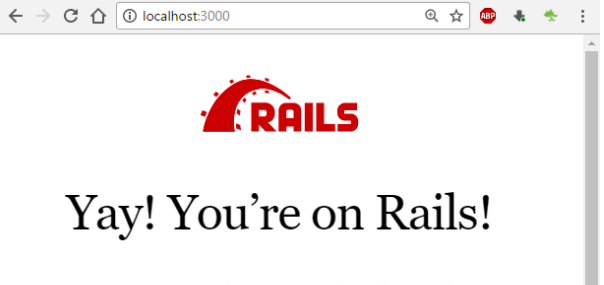 localhost:3000
ABP
RAILS
Yay! You’re on Rails!